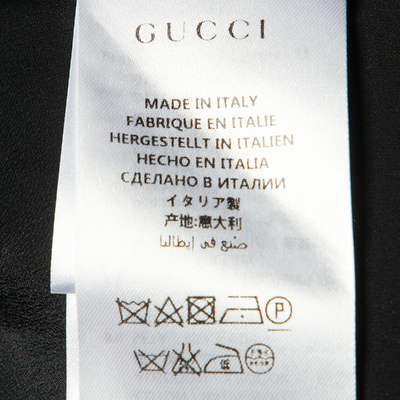 GUCCI
MADE IN ITALY
FABRIQUE EN ITALIE
HERGESTELLT IN ITALIEN
HECHO EN ITALIA
СДЕЛАНО В ИТАЛИИ
イタリア製
产地:意大利
صنع في إيطاليا
P
低